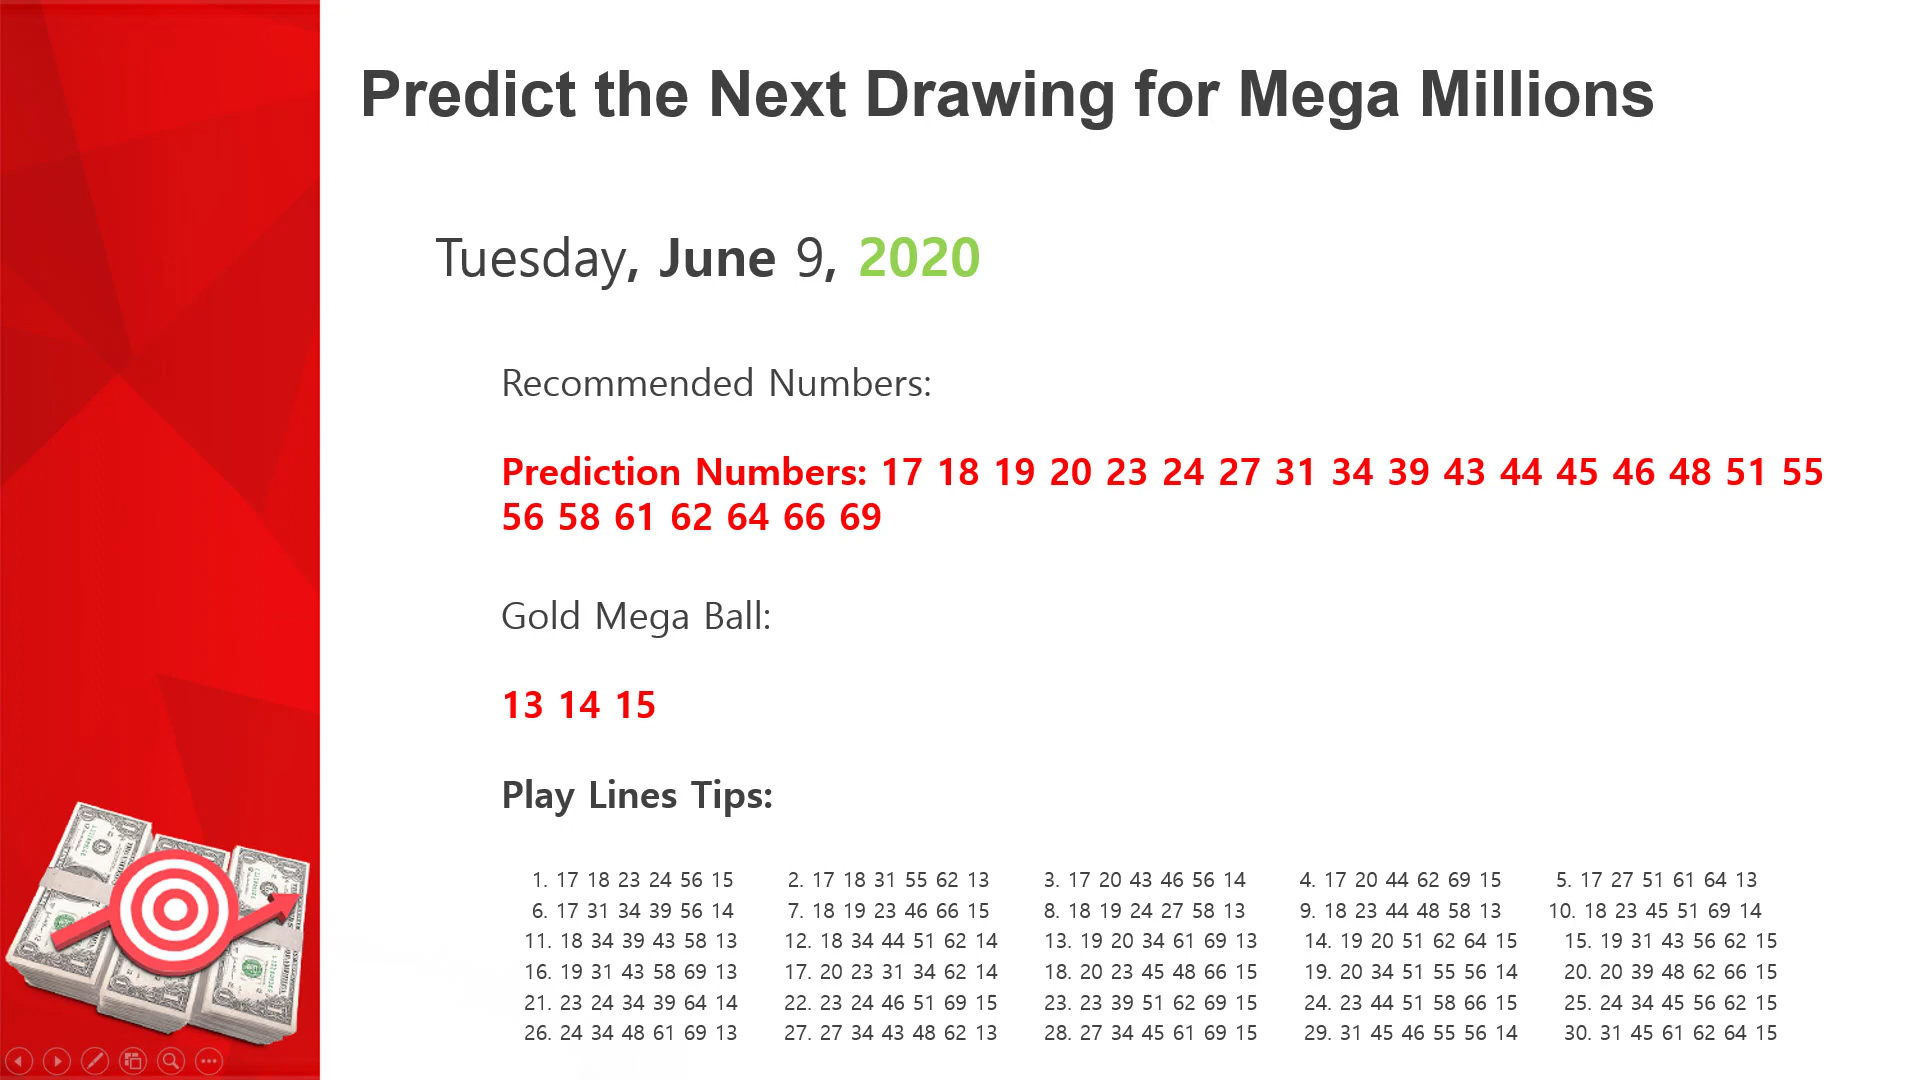 Predict the Next Drawing for Mega Millions
Tuesday, June 9, 2020
Recommended Numbers:
Prediction Numbers: 17 18 19 20 23 24 27 31 34 39 43 44 45 46 48 51 55
56 58 61 62 64 66 69
Gold Mega Ball:
13 14 15
Play Lines Tips:
1. 17 18 23 24 56 15 2. 17 18 31 55 62 13 3. 17 20 43 46 56 14 4. 17 20 44 62 69 15 5. 17 27 51 61 64 13
6. 17 31 34 39 56 14 7. 18 19 23 46 66 15 8. 18 19 24 27 58 13 9. 18 23 44 48 58 13 10. 18 23 45 51 69 14
11. 18 34 39 43 58 13 12. 18 34 44 51 62 14 13. 19 20 34 61 69 13 14. 19 20 51 62 64 15 15. 19 31 43 56 62 15
16. 19 31 43 58 69 13 17. 20 23 31 34 62 14 18. 20 23 45 48 66 15 19. 20 34 51 55 56 14 20. 20 39 48 62 66 15
21. 23 24 34 39 64 14 22. 23 24 46 51 69 15 23. 23 39 51 62 69 15 24. 23 44 51 58 66 15 25. 24 34 45 56 62 15
26. 24 34 48 61 69 13 27. 27 34 43 48 62 13 28. 27 34 45 61 69 15 29. 31 45 46 55 56 14 30. 31 45 61 62 64 15